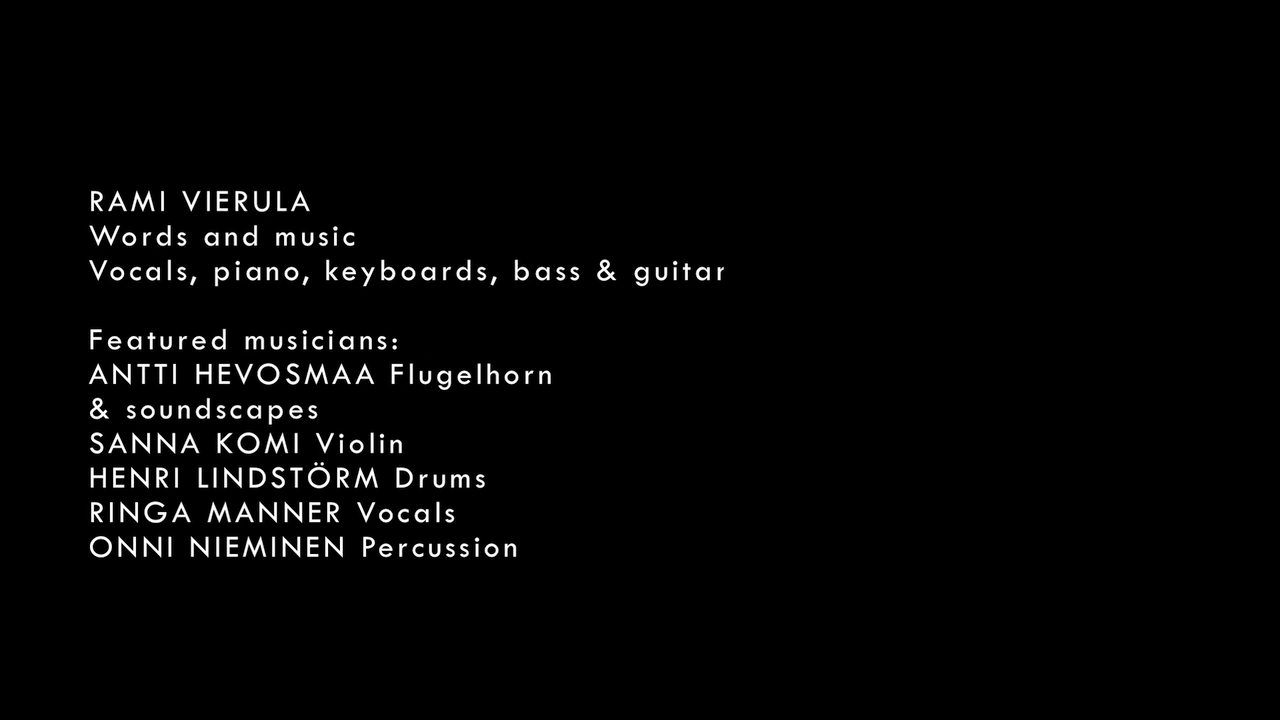 RAMI VIERULA
Words and music
Vocals, piano, keyboards, bass & guitar
Featured musicians:
ANTTI HEVOSMAA Flugelhorn
& soundscapes
SANNA KOMI Violin
HENRI LINDSTÖRM Drums
RINGA MANNER Vocals
ONNI NIEMINEN Percussion